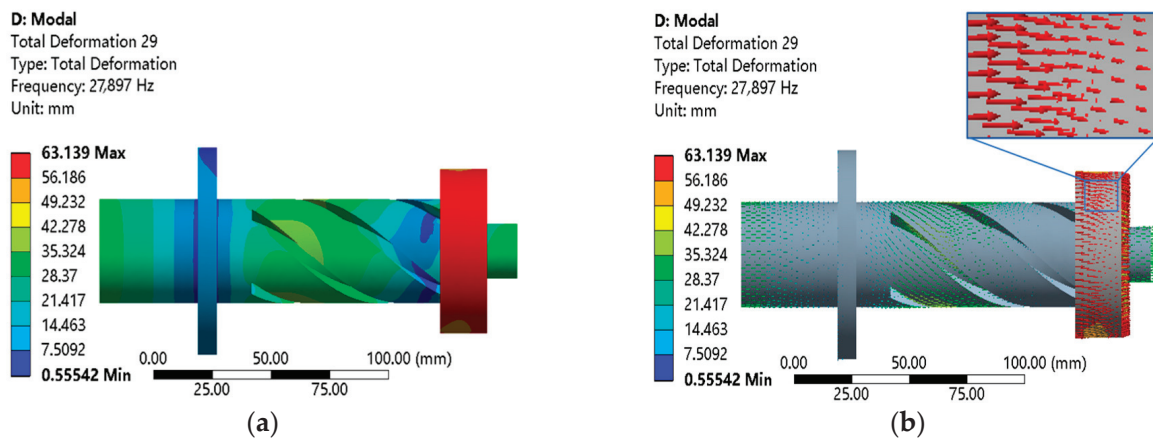 D: Modal
Total Deformation 29
Type: Total Deformation
Frequency: 27,897 Hz
Unit: mm
63.139 Max
56.186
49.232
42.278
35.324
28.37
21.417
14.463
7.5092
0.55542 Min
0.00 50.00 100.00 (mm)
25.00 75.00
(a)
D: Modal
Total Deformation 29
Type: Total Deformation
Frequency: 27,897 Hz
Unit: mm
63.139 Max
56.186
49.232
42.278
35.324
28.37
21.417
14.463
7.5092
0.55542 Min
0.00 50.00 100.00 (mm)
25.00 75.00
(b)